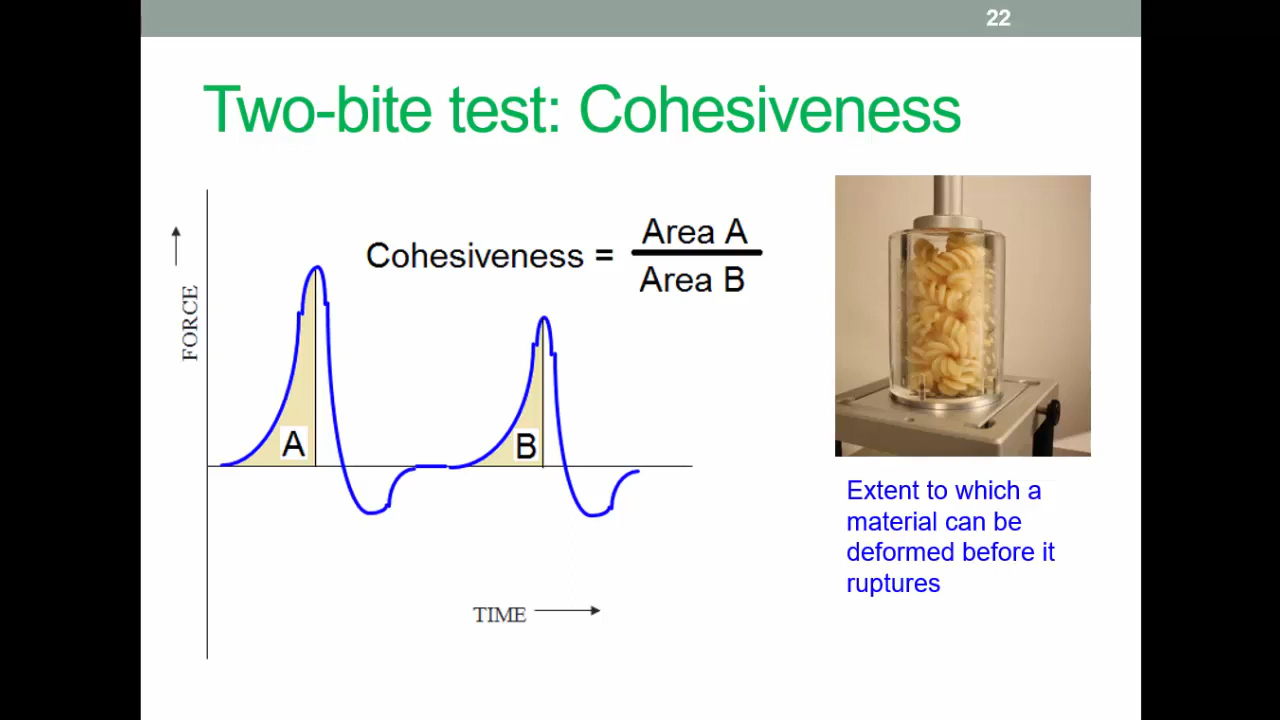 22
Two-bite test: Cohesiveness
FORCE
Cohesiveness = Area A
Area B
A
B
TIME
Extent to which a
material can be
deformed before it
ruptures